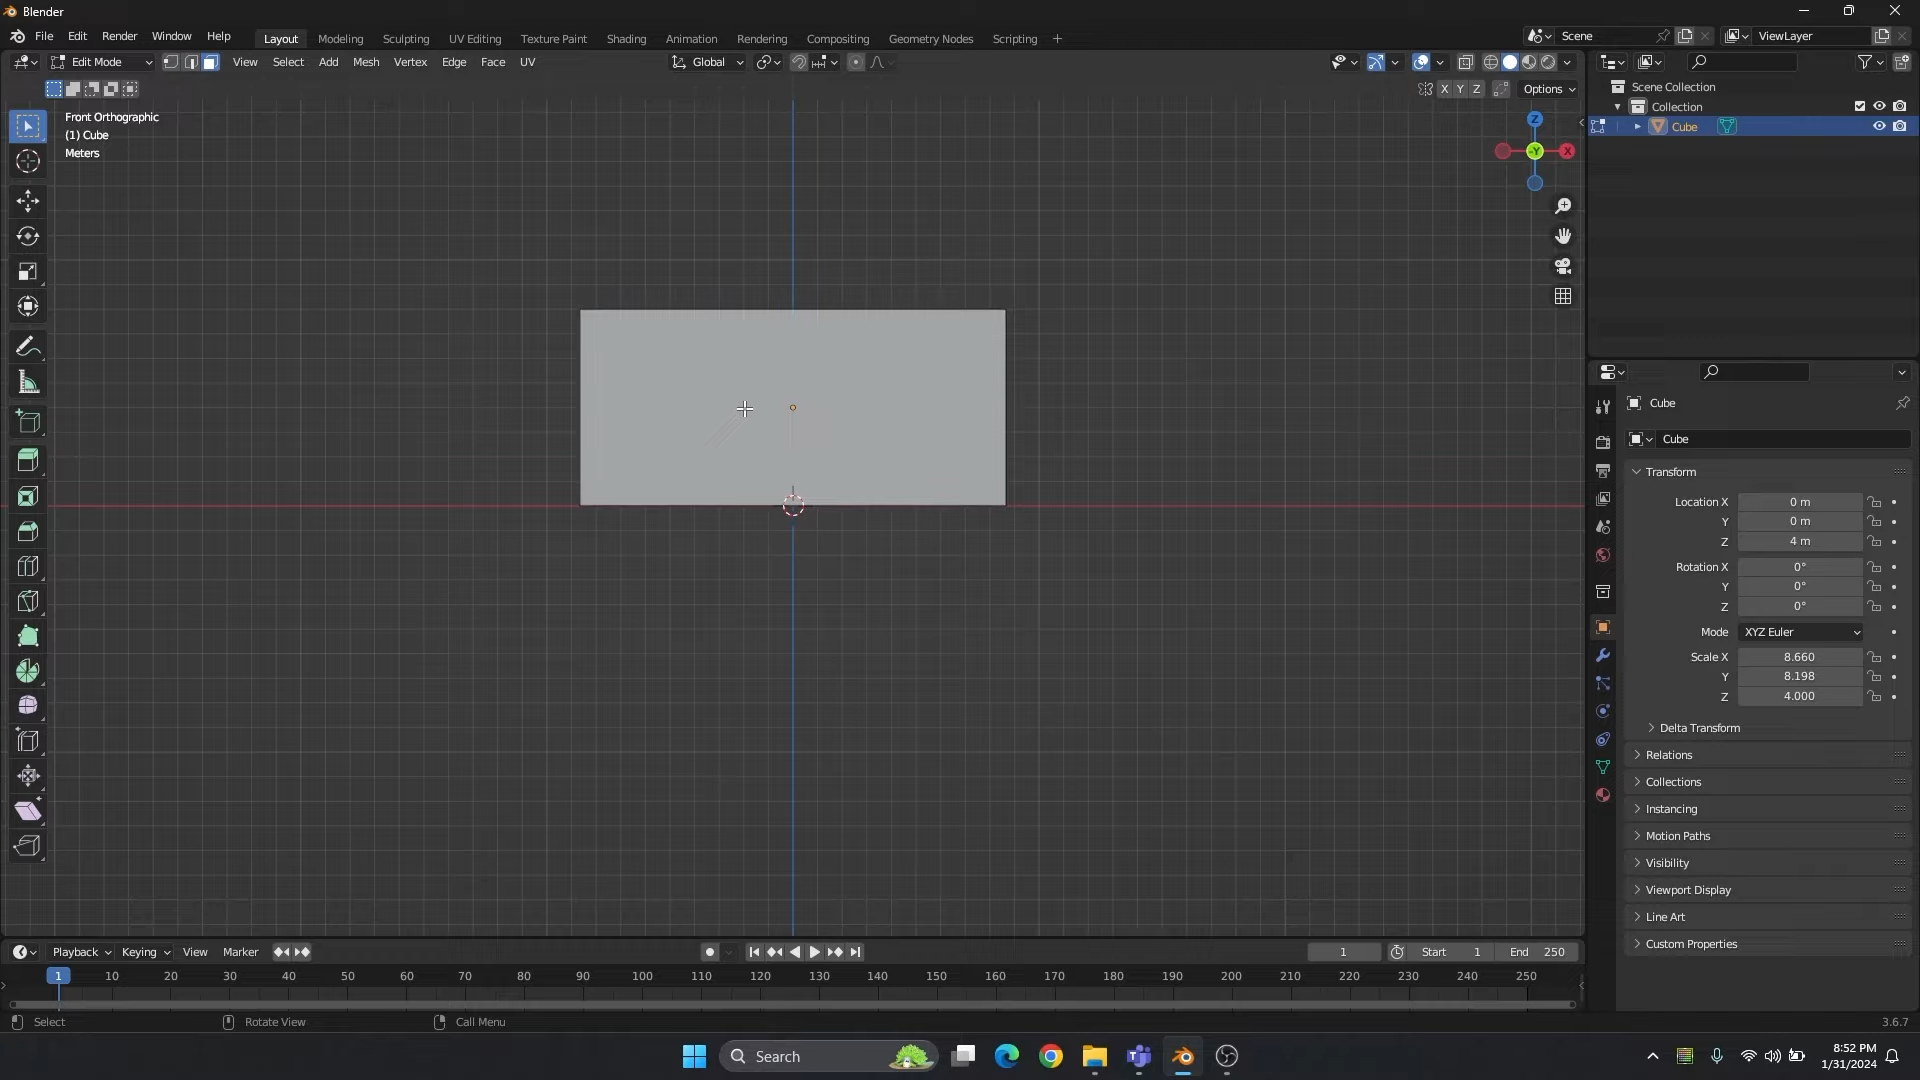 Blender
File Edit Render Window Help
Layout Modeling Sculpting UV Editing Texture Paint Shading Animation Rendering Compositing Geometry Nodes Scripting +
Scene
ViewLayer
Edit Mode View Select Add Mesh Vertex Edge Face UV
Global
X Y Z Options
Front Orthographic
(1) Cube
Meters
Z
-Y
X
Scene Collection
Collection
Cube
Cube
Cube
Transform
Location X 0 m
Y 0 m
Z 4 m
Rotation X 0°
Y 0°
Z 0°
Mode XYZ Euler
Scale X 8.660
Y 8.198
Z 4.000
Delta Transform
Relations
Collections
Instancing
Motion Paths
Visibility
Viewport Display
Line Art
Custom Properties
Playback Keying View Marker
1 Start 1 End 250
1 10 20 30 40 50 60 70 80 90 100 110 120 130 140 150 160 170 180 190 200 210 220 230 240 250
Select Rotate View Call Menu
3.6.7
Search
8:52 PM
1/31/2024